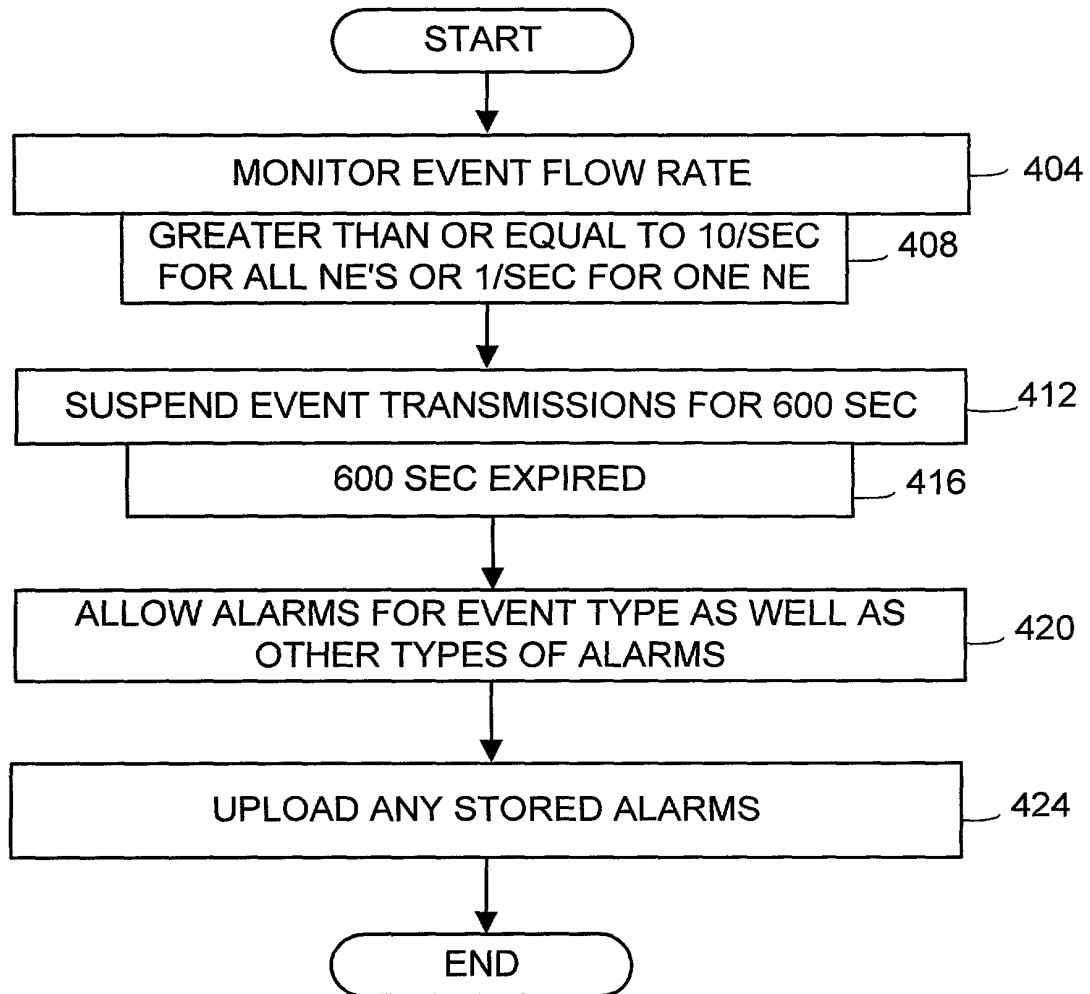 START
MONITOR EVENT FLOW RATE
404
GREATER THAN OR EQUAL TO 10/SEC
FOR ALL NE'S OR 1/SEC FOR ONE NE
408
SUSPEND EVENT TRANSMISSIONS FOR 600 SEC
412
600 SEC EXPIRED
416
ALLOW ALARMS FOR EVENT TYPE AS WELL AS
OTHER TYPES OF ALARMS
420
UPLOAD ANY STORED ALARMS
424
END